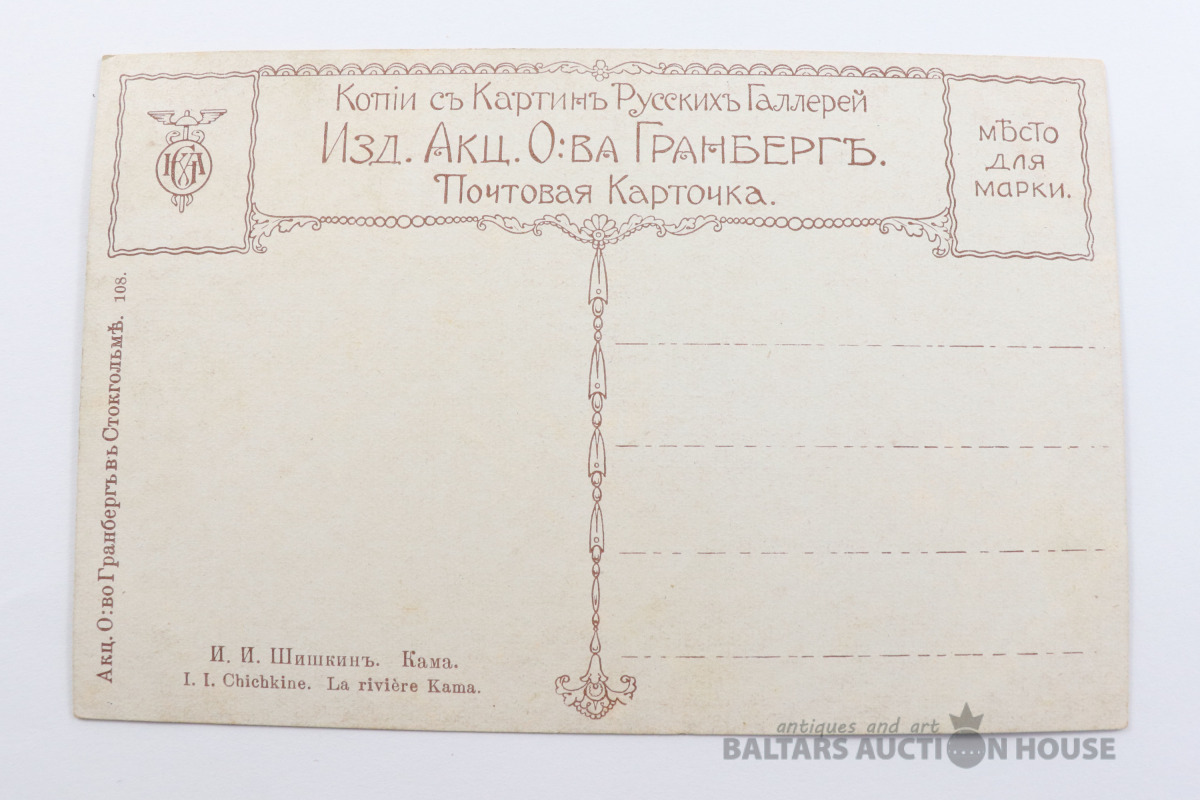 Копіи съ Картинъ Русскихъ Галлерей
Изд. Акц. О:ва Гранбергъ.
Почтовая Карточка.
мѣсто
для
марки.
Акц. О:во Гранбергъ въ Стокгольмѣ. 108.
И. И. Шишкинъ. Кама.
I. I. Chichkine. La rivière Kama.
antiques and art
BALTARS AUCTION HOUSE